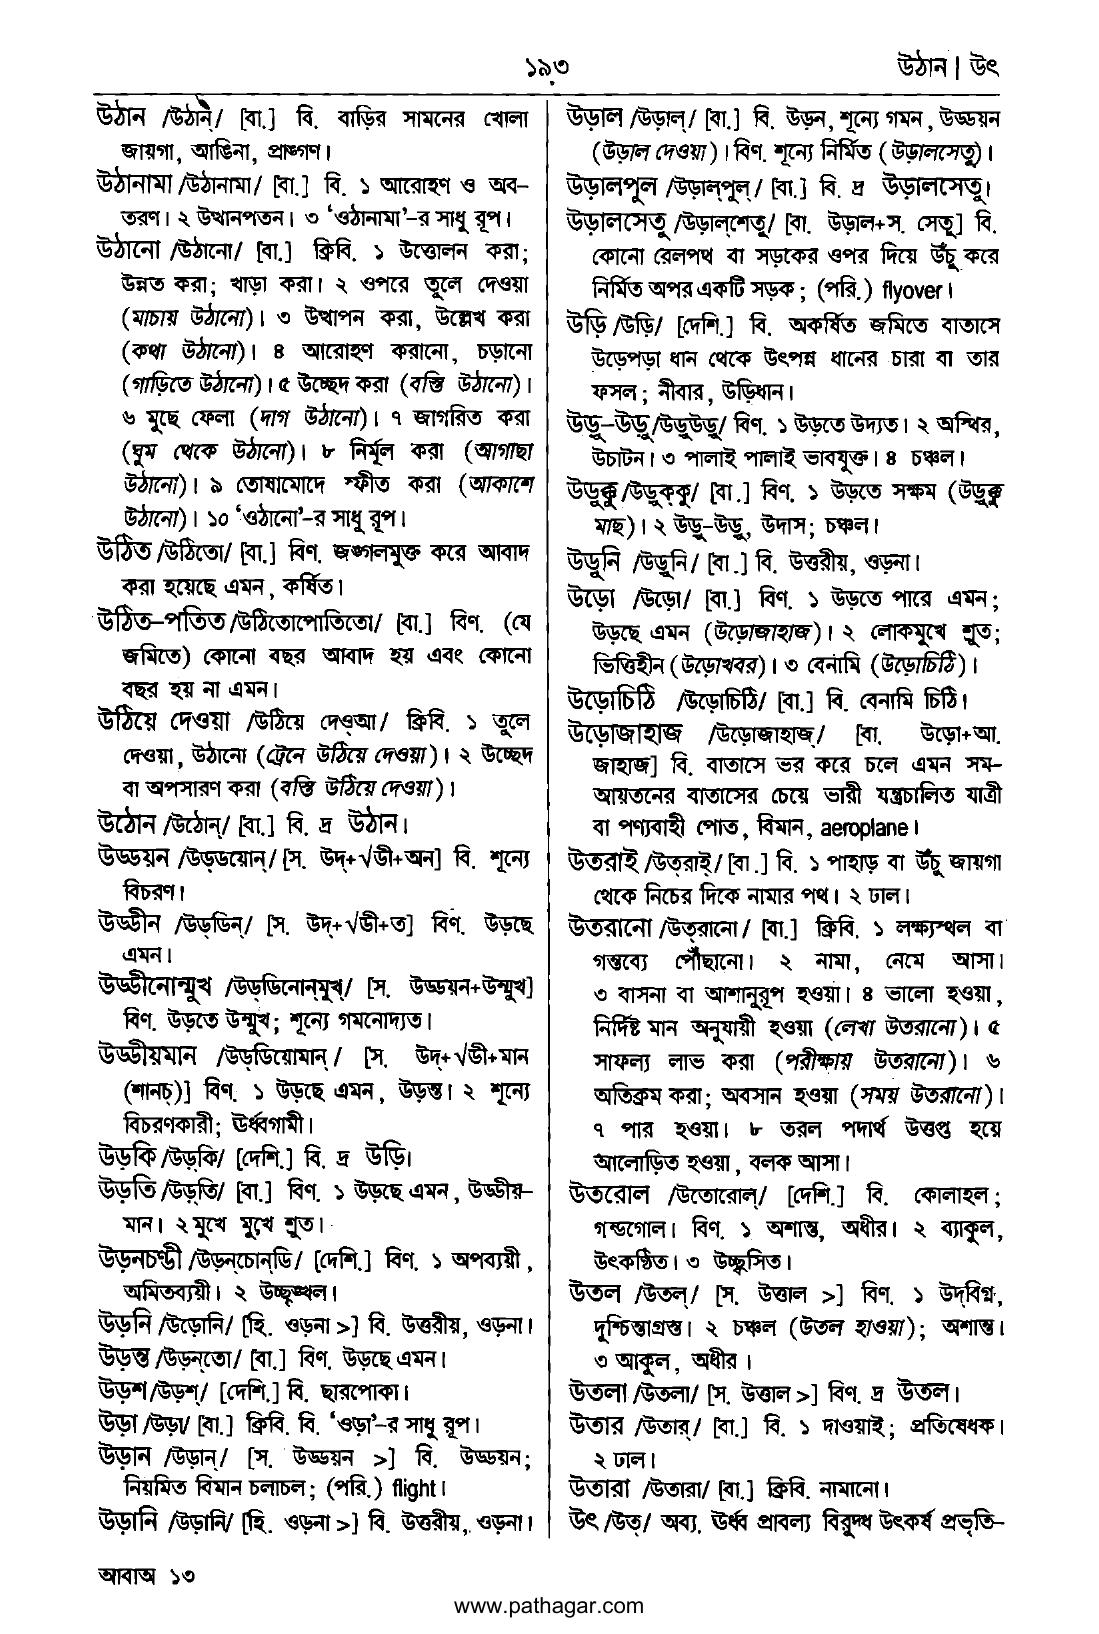 ১৯৩
উঠান | উৎ
উঠান /উঠান্/ [বা.] বি. বাড়ির সামনের খোলা
জায়গা, আঙিনা, প্রাঙ্গণ।
উঠানামা /উঠানামা/ [বা.] বি. ১ আরোহণ ও অব-
তরণ। ২ উত্থানপতন। ৩ ‘ওঠানামা’-র সাধু রূপ।
উঠানো /উঠানো/ [বা.] ক্রিবি. ১ উত্তোলন করা;
উন্নত করা; খাড়া করা। ২ ওপরে তুলে দেওয়া
(মাচায় উঠানো)। ৩ উত্থাপন করা, উল্লেখ করা
(কথা উঠানো)। ৪ আরোহণ করানো, চড়ানো
(গাড়িতে উঠানো)। ৫ উচ্ছেদ করা (বস্তি উঠানো)।
৬ মুছে ফেলা (দাগ উঠানো)। ৭ জাগরিত করা
(ঘুম থেকে উঠানো)। ৮ নির্মূল করা (আগাছা
উঠানো)। ৯ তোষামোদে স্ফীত করা (আকাশে
উঠানো)। ১০ ‘ওঠানো’-র সাধু রূপ।
উঠিত /উঠিতো/ [বা.] বিণ. জঙ্গলমুক্ত করে আবাদ
করা হয়েছে এমন, কর্ষিত।
উঠিত-পতিত /উঠিতোপোতিতো/ [বা.] বিণ. (যে
জমিতে) কোনো বছর আবাদ হয় এবং কোনো
বছর হয় না এমন।
উঠিয়ে দেওয়া /উঠিয়ে দেওআ/ ক্রিবি. ১ তুলে
দেওয়া, উঠানো (ট্রেনে উঠিয়ে দেওয়া)। ২ উচ্ছেদ
বা অপসারণ করা (বস্তি উঠিয়ে দেওয়া)।
উঠোন /উঠোন্/ [বা.] বি. দ্র উঠান।
উড্ডয়ন /উড্‌ডয়োন্/ [স. উদ্+√ডী+অন] বি. শূন্যে
বিচরণ।
উড্ডীন /উড্‌ডিন্/ [স. উদ্+√ডী+ত] বিণ. উড়ছে
এমন।
উড্ডীনোন্মুখ /উড্‌ডিনোন্‌মুখ্/ [স. উড্ডয়ন+উন্মুখ]
বিণ. উড়তে উন্মুখ; শূন্যে গমনোদ্যত।
উড্ডীয়মান /উড্‌ডিয়োমান্/ [স. উদ্+√ডী+মান
(শানচ্)] বিণ. ১ উড়ছে এমন, উড়ন্ত। ২ শূন্যে
বিচরণকারী; ঊর্ধ্বগামী।
উড়কি /উড়্‌কি/ [দেশি.] বি. দ্র উড়ি।
উড়তি /উড়্‌তি/ [বা.] বিণ. ১ উড়ছে এমন, উড্ডীয়-
মান। ২ মুখে মুখে শ্রুত।
উড়নচণ্ডী /উড়ন্‌চোন্‌ডি/ [দেশি.] বিণ. ১ অপব্যয়ী,
অমিতব্যয়ী। ২ উচ্ছৃঙ্খল।
উড়নি /উড়োনি/ [হি. ওড়না >] বি. উত্তরীয়, ওড়না।
উড়ন্ত /উড়ন্‌তো/ [বা.] বিণ. উড়ছে এমন।
উড়শ /উড়শ্/ [দেশি.] বি. ছারপোকা।
উড়া /উড়া/ [বা.] ক্রিবি. বি. ‘ওড়া’-র সাধু রূপ।
উড়ান /উড়ান্/ [স. উড্ডয়ন >] বি. উড্ডয়ন;
নিয়মিত বিমান চলাচল; (পরি.) flight।
উড়ানি /উড়ানি/ [হি. ওড়না >] বি. উত্তরীয়, ওড়না।
উড়াল /উড়াল্/ [বা.] বি. উড়ন, শূন্যে গমন, উড্ডয়ন
(উড়াল দেওয়া)। বিণ. শূন্যে নির্মিত (উড়ালসেতু)।
উড়ালপুল /উড়াল্‌পুল্/ [বা.] বি. দ্র উড়ালসেতু।
উড়ালসেতু /উড়াল্‌শেতু/ [বা. উড়াল+স. সেতু] বি.
কোনো রেলপথ বা সড়কের ওপর দিয়ে উঁচু করে
নির্মিত অপর একটি সড়ক; (পরি.) flyover।
উড়ি /উড়ি/ [দেশি.] বি. অকর্ষিত জমিতে বাতাসে
উড়েপড়া ধান থেকে উৎপন্ন ধানের চারা বা তার
ফসল; নীবার, উড়িধান।
উড়ু-উড়ু /উড়ুউড়ু/ বিণ. ১ উড়তে উদ্যত। ২ অস্থির,
উচাটন। ৩ পালাই পালাই ভাবযুক্ত। ৪ চঞ্চল।
উড়ুক্কু /উড়ুক্‌কু/ [বা.] বিণ. ১ উড়তে সক্ষম (উড়ুক্কু
মাছ)। ২ উড়ু-উড়ু, উদাস; চঞ্চল।
উড়ুনি /উড়ুনি/ [বা.] বি. উত্তরীয়, ওড়না।
উড়ো /উড়ো/ [বা.] বিণ. ১ উড়তে পারে এমন;
উড়ছে এমন (উড়োজাহাজ)। ২ লোকমুখে শ্রুত;
ভিত্তিহীন (উড়োখবর)। ৩ বেনামি (উড়োচিঠি)।
উড়োচিঠি /উড়োচিঠি/ [বা.] বি. বেনামি চিঠি।
উড়োজাহাজ /উড়োজাহাজ্/ [বা. উড়ো+আ.
জাহাজ] বি. বাতাসে ভর করে চলে এমন সম-
আয়তনের বাতাসের চেয়ে ভারী যন্ত্রচালিত যাত্রী
বা পণ্যবাহী পোত, বিমান, aeroplane।
উতরাই /উত্‌রাই্/ [বা.] বি. ১ পাহাড় বা উঁচু জায়গা
থেকে নিচের দিকে নামার পথ। ২ ঢাল।
উতরানো /উত্‌রানো/ [বা.] ক্রিবি. ১ লক্ষ্যস্থল বা
গন্তব্যে পৌঁছানো। ২ নামা, নেমে আসা।
৩ বাসনা বা আশানুরূপ হওয়া। ৪ ভালো হওয়া,
নির্দিষ্ট মান অনুযায়ী হওয়া (লেখা উতরানো)। ৫
সাফল্য লাভ করা (পরীক্ষায় উতরানো)। ৬
অতিক্রম করা; অবসান হওয়া (সময় উতরানো)।
৭ পার হওয়া। ৮ তরল পদার্থ উত্তপ্ত হয়ে
আলোড়িত হওয়া, বলক আসা।
উতরোল /উতোরোল্/ [দেশি.] বি. কোলাহল;
গন্ডগোল। বিণ. ১ অশান্ত, অধীর। ২ ব্যাকুল,
উৎকণ্ঠিত। ৩ উচ্ছ্বসিত।
উতল /উতল্/ [স. উত্তাল >] বিণ. ১ উদ্‌বিগ্ন,
দুশ্চিন্তাগ্রস্ত। ২ চঞ্চল (উতল হাওয়া); অশান্ত।
৩ আকুল, অধীর।
উতলা /উতলা/ [স. উত্তাল >] বিণ. দ্র উতল।
উতার /উতার্/ [বা.] বি. ১ দাওয়াই; প্রতিষেধক।
২ ঢাল।
উতারা /উতারা/ [বা.] ক্রিবি. নামানো।
উৎ /উত্/ অব্য. ঊর্ধ্ব প্রাবল্য বিরুদ্ধ উৎকর্ষ প্রভৃতি-
আবাঅ ১৩
www.pathagar.com